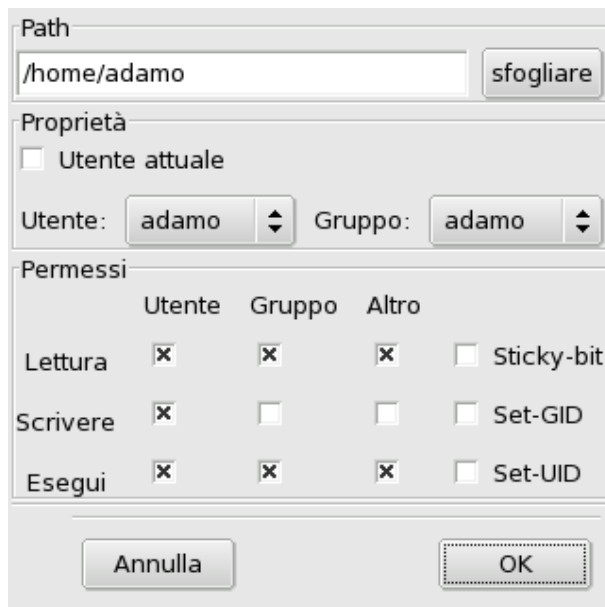 Path
/home/adamo sfogliare
Proprietà
Utente attuale
Utente: adamo Gruppo: adamo
Permessi
Utente Gruppo Altro
Lettura Sticky-bit
Scrivere Set-GID
Esegui Set-UID
Annulla OK